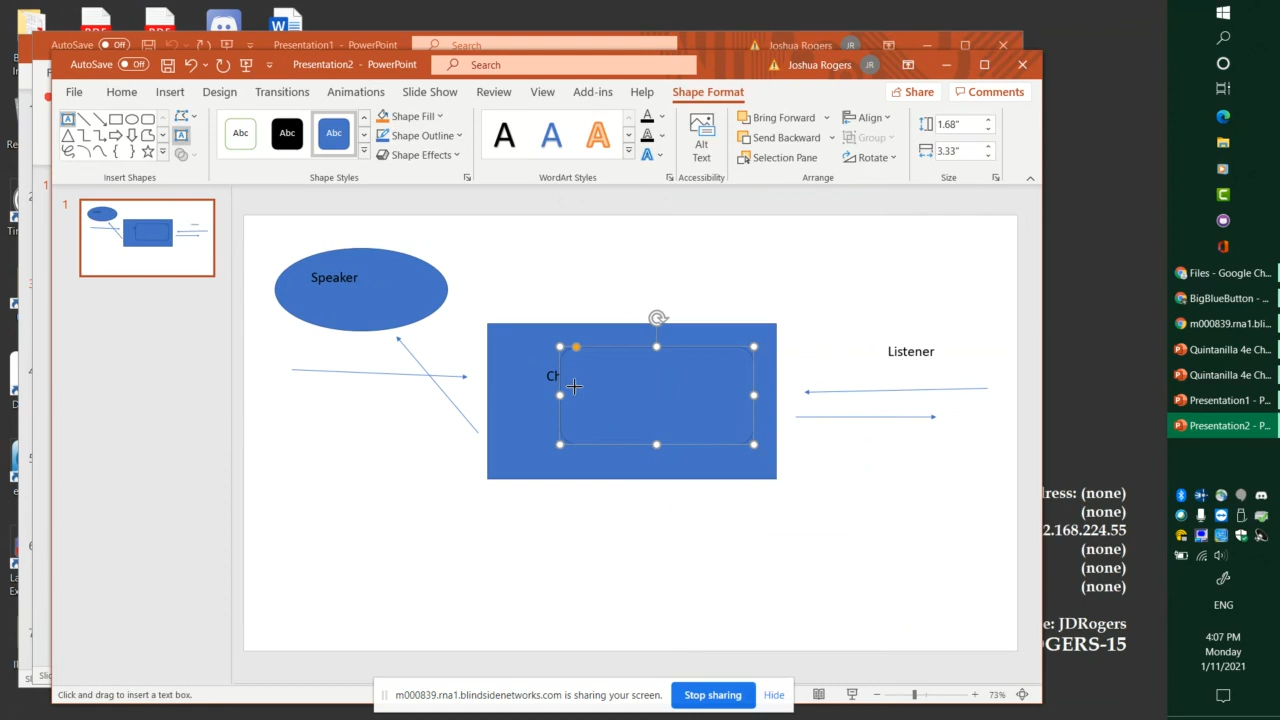 AutoSave Off Presentation1 - PowerPoint Search Joshua Rogers JR
AutoSave Off Presentation2 - PowerPoint Search Joshua Rogers JR
File Home Insert Design Transitions Animations Slide Show Review View Add-ins Help Shape Format Share Comments
Abc Abc Abc
Shape Fill
Shape Outline
Shape Effects
A A A
Alt
Text
Bring Forward
Send Backward
Selection Pane
Align
Group
Rotate
1.68"
3.33"
Insert Shapes Shape Styles WordArt Styles Accessibility Arrange Size
1
Speaker
Ch
Listener
Click and drag to insert a text box.
m000839.rna1.blindsidenetworks.com is sharing your screen. Stop sharing Hide
73%
Files - Google Ch...
BigBlueButton - ...
m000839.rna1.bli...
Quintanilla 4e Ch...
Quintanilla 4e Ch...
Presentation1 - P...
Presentation2 - P...
dress: (none)
(none)
2.168.224.55
(none)
(none)
(none)
e: JDRogers
GERS-15
ENG
4:07 PM
Monday
1/11/2021